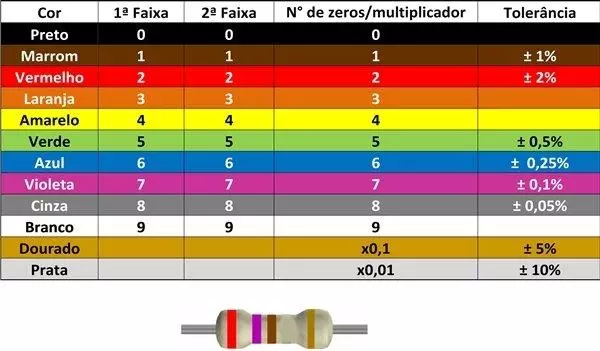 Cor 1ª Faixa 2ª Faixa N° de zeros/multiplicador Tolerância
Preto 0 0 0
Marrom 1 1 1 ± 1%
Vermelho 2 2 2 ± 2%
Laranja 3 3 3
Amarelo 4 4 4
Verde 5 5 5 ± 0,5%
Azul 6 6 6 ± 0,25%
Violeta 7 7 7 ± 0,1%
Cinza 8 8 8 ± 0,05%
Branco 9 9 9
Dourado x0,1 ± 5%
Prata x0,01 ± 10%